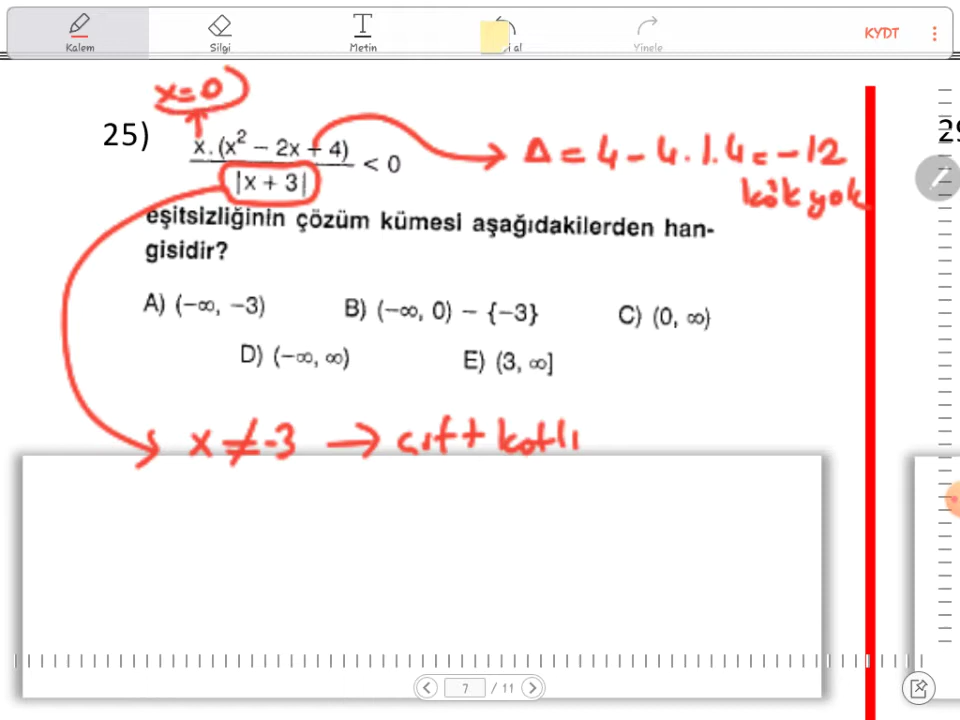 Kalem Silgi Metin i al Yinele KYDT
x=0
25) x . (x² − 2x + 4) / |x + 3| < 0
Δ = 4 − 4 . 1 . 4 = −12
kök yok
eşitsizliğinin çözüm kümesi aşağıdakilerden han-
gisidir?
A) (−∞, −3) B) (−∞, 0) − {−3} C) (0, ∞)
D) (−∞, ∞) E) (3, ∞]
x ≠ -3 → çift katlı
7 / 11